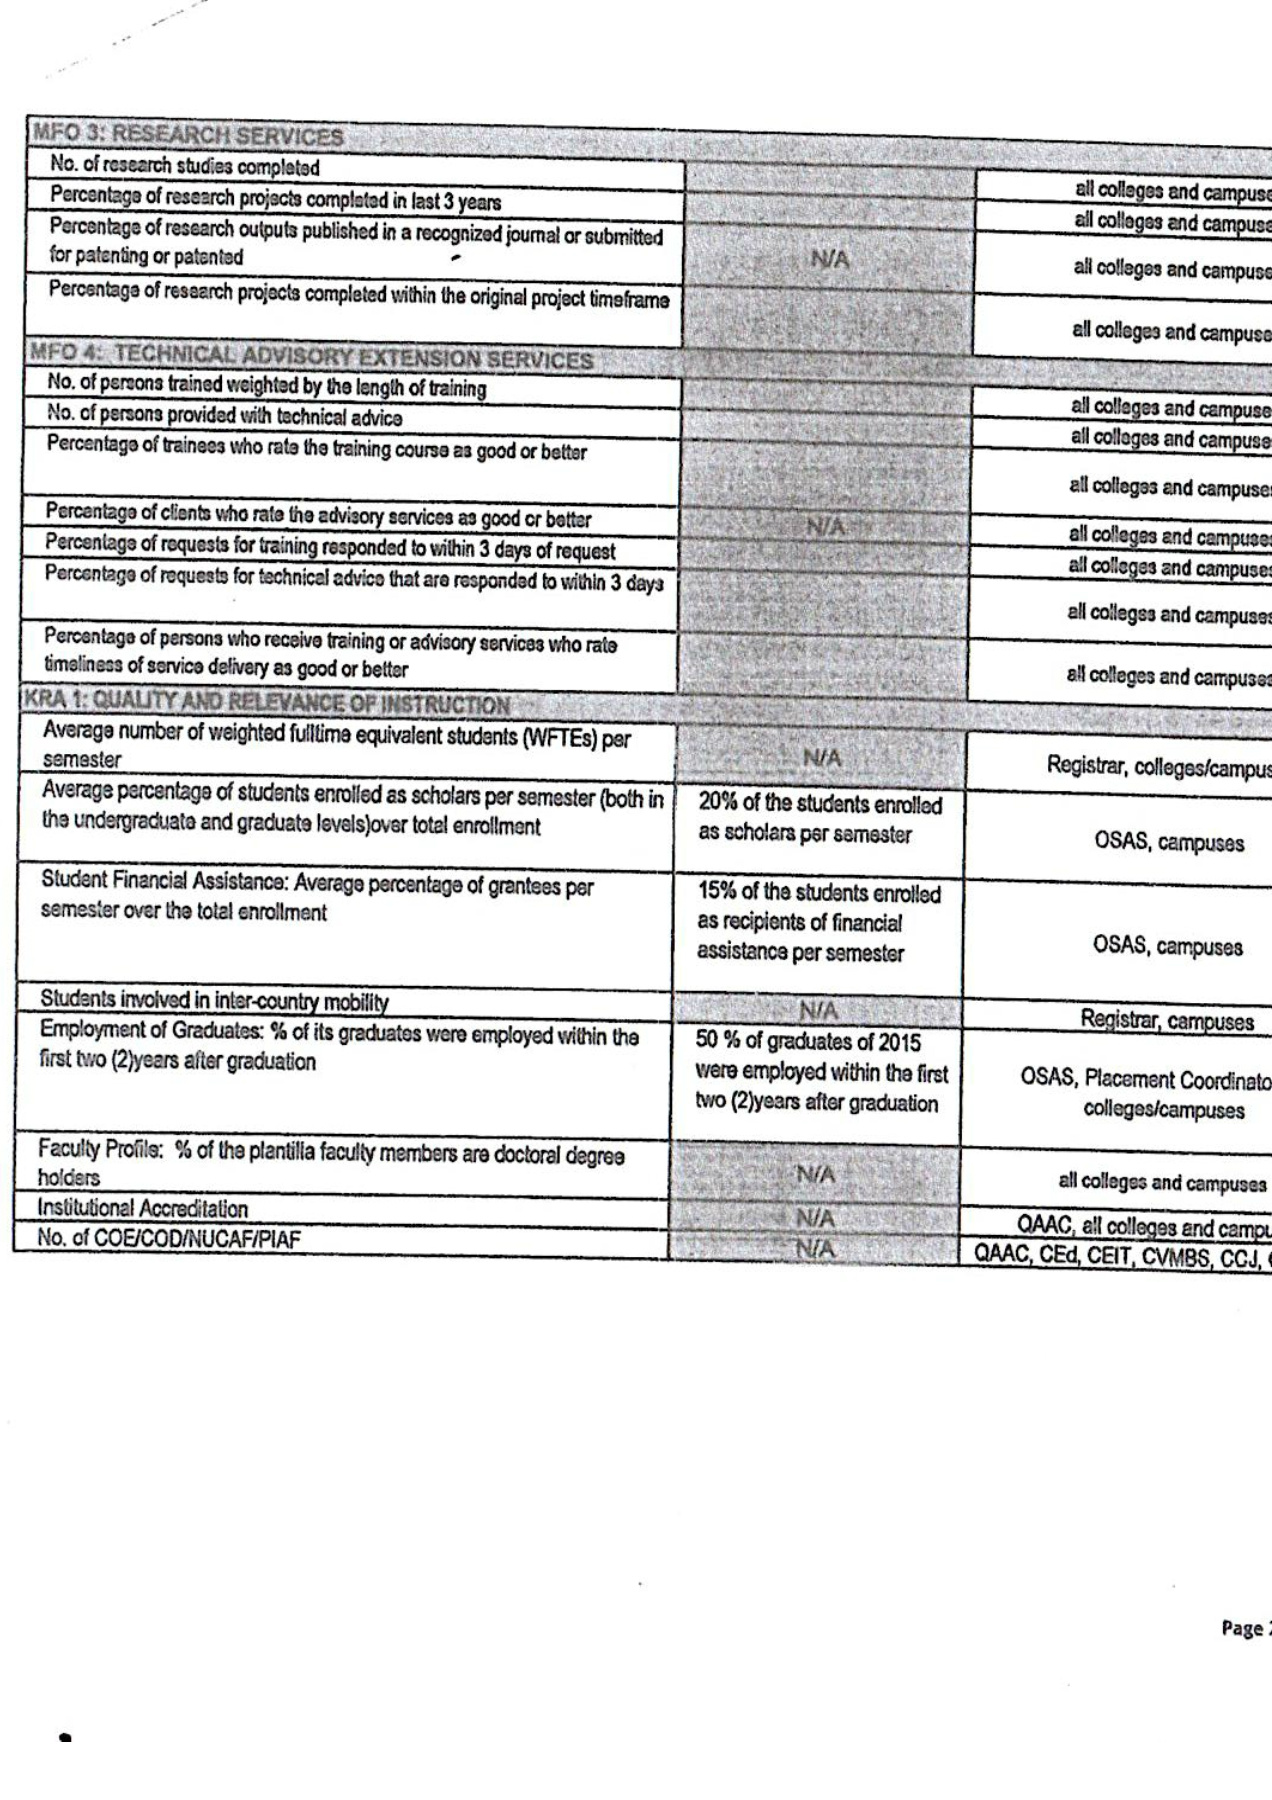 MFO 3: RESEARCH SERVICES
No. of research studies completed
all colleges and campuse
Percentage of research projects completed in last 3 years
all colleges and campuse
Percentage of research outputs published in a recognized journal or submitted
for patenting or patented
N/A
all colleges and campuse
Percentage of research projects completed within the original project timeframe
all colleges and campuse
MFO 4: TECHNICAL ADVISORY EXTENSION SERVICES
No. of persons trained weighted by the length of training
all colleges and campuse
No. of persons provided with technical advice
all colleges and campuse
Percentage of trainees who rate the training course as good or better
all colleges and campuses
Percentage of clients who rate the advisory services as good or better
N/A
all colleges and campuses
Percentage of requests for training responded to within 3 days of request
all colleges and campuses
Percentage of requests for technical advice that are responded to within 3 days
all colleges and campuses
Percentage of persons who receive training or advisory services who rate
timeliness of service delivery as good or better
all colleges and campuses
KRA 1: QUALITY AND RELEVANCE OF INSTRUCTION
Average number of weighted fulltime equivalent students (WFTEs) per
semester
N/A
Registrar, colleges/campus
Average percentage of students enrolled as scholars per semester (both in
the undergraduate and graduate levels)over total enrollment
20% of the students enrolled
as scholars per semester
OSAS, campuses
Student Financial Assistance: Average percentage of grantees per
semester over the total enrollment
15% of the students enrolled
as recipients of financial
assistance per semester
OSAS, campuses
Students involved in inter-country mobility
N/A
Registrar, campuses
Employment of Graduates: % of its graduates were employed within the
first two (2)years after graduation
50 % of graduates of 2015
were employed within the first
two (2)years after graduation
OSAS, Placement Coordinato
colleges/campuses
Faculty Profile: % of the plantilla faculty members are doctoral degree
holders
N/A
all colleges and campuses
Institutional Accreditation
N/A
QAAC, all colleges and campu
No. of COE/COD/NUCAF/PIAF
N/A
QAAC, CEd, CEIT, CVMBS, CCJ,
Page